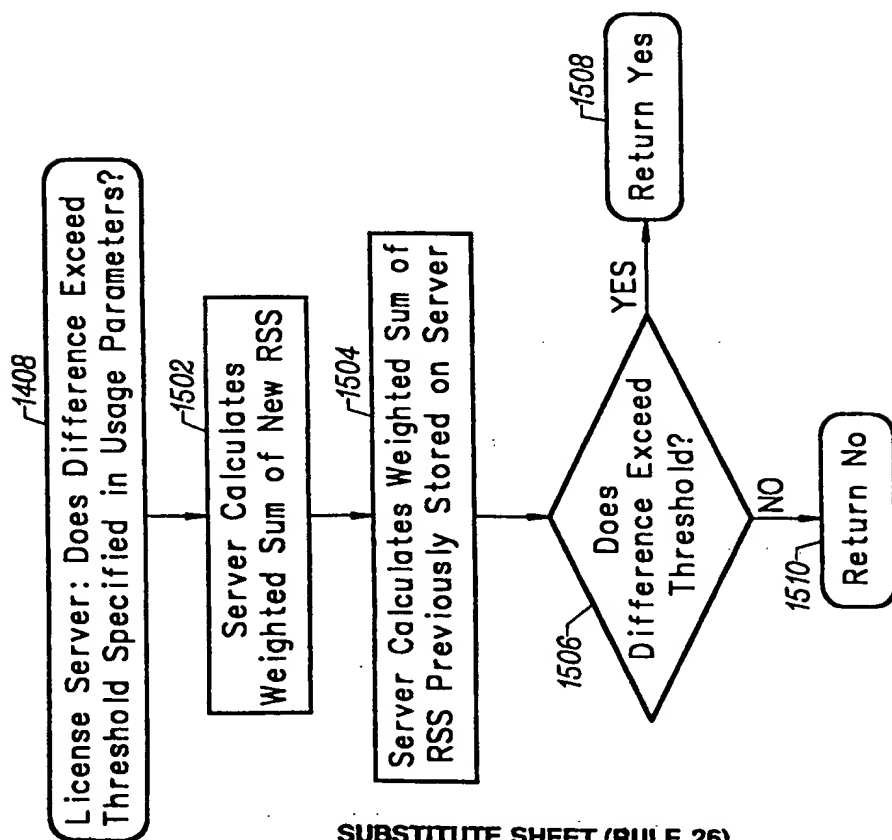 1408
License Server: Does Difference Exceed
Threshold Specified in Usage Parameters?
1502
Server Calculates
Weighted Sum of New RSS
1504
Server Calculates Weighted Sum of
RSS Previously Stored on Server
1506
Does
Difference Exceed
Threshold?
YES
1508
Return Yes
NO
1510
Return No
SUBSTITUTE SHEET (RULE 26)